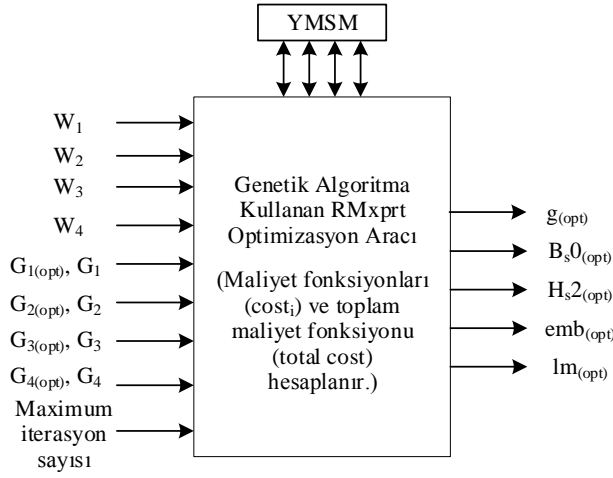 YMSM
W1
W2
W3
W4
G1(opt), G1
G2(opt), G2
G3(opt), G3
G4(opt), G4
Maximum
iterasyon
sayısı
Genetik Algoritma
Kullanan RMxprt
Optimizasyon Aracı
(Maliyet fonksiyonları
(costi) ve toplam
maliyet fonksiyonu
(total cost)
hesaplanır.)
g(opt)
Bs0(opt)
Hs2(opt)
emb(opt)
lm(opt)